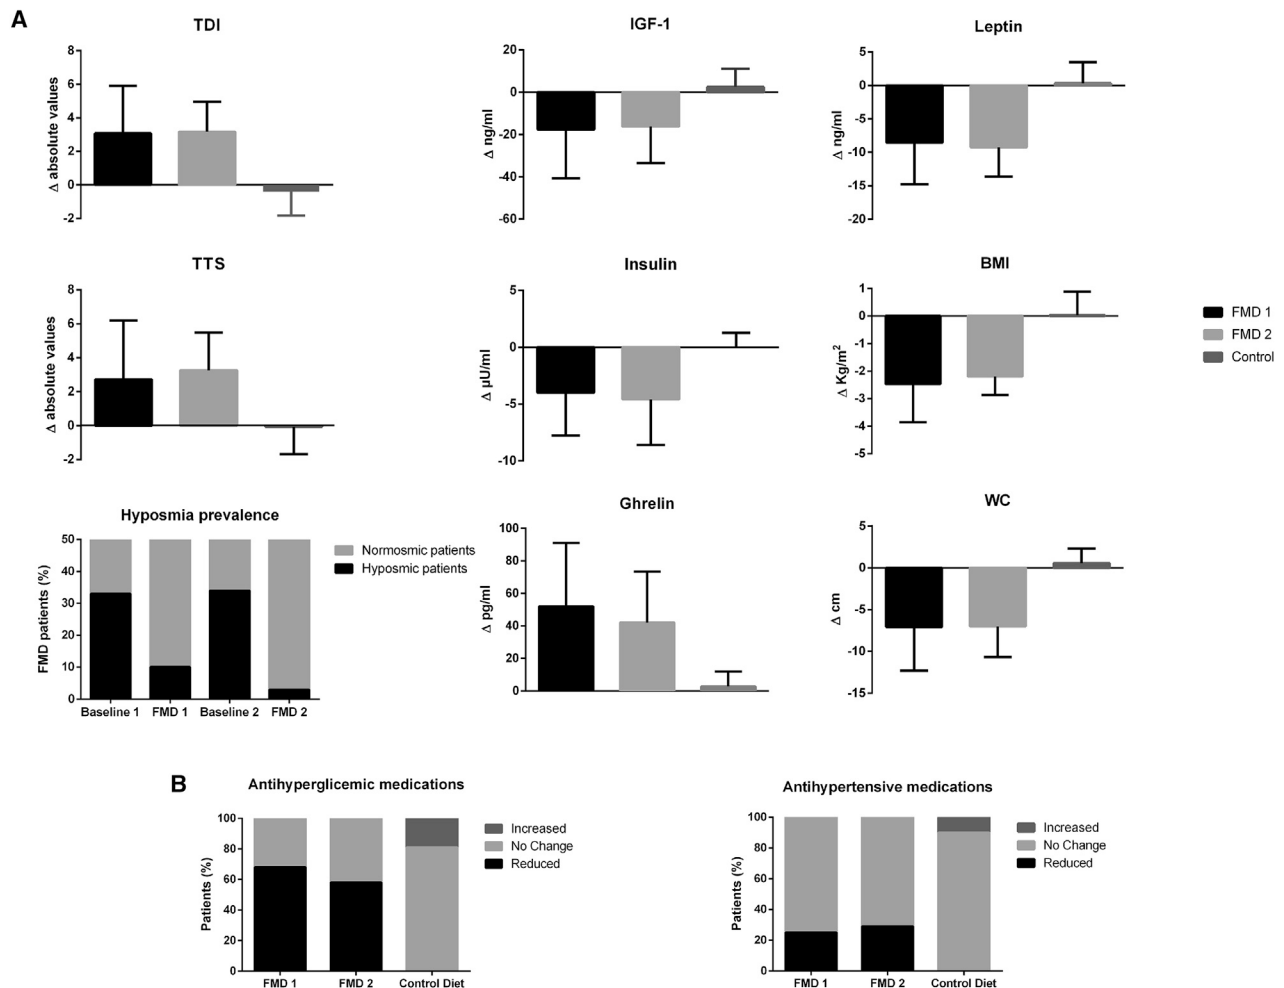 A
TDI
Δ absolute values
8
6
4
2
0
-2
IGF-1
Δ ng/ml
20
0
-20
-40
-60
Leptin
Δ ng/ml
5
0
-5
-10
-15
-20
TTS
Δ absolute values
8
6
4
2
0
-2
Insulin
Δ µU/ml
5
0
-5
-10
BMI
Δ Kg/m²
1
0
-1
-2
-3
-4
-5
FMD 1
FMD 2
Control
Hyposmia prevalence
FMD patients (%)
50
40
30
20
10
0
Baseline 1 FMD 1 Baseline 2 FMD 2
Normosmic patients
Hyposmic patients
Ghrelin
Δ pg/ml
100
80
60
40
20
0
WC
Δ cm
5
0
-5
-10
-15
B
Antihyperglicemic medications
Patients (%)
100
80
60
40
20
0
FMD 1 FMD 2 Control Diet
Increased
No Change
Reduced
Antihypertensive medications
Patients (%)
100
80
60
40
20
0
FMD 1 FMD 2 Control Diet
Increased
No Change
Reduced